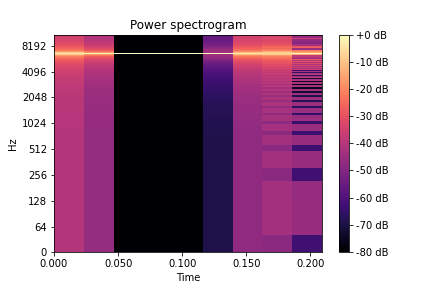 Power spectrogram
Hz
8192
4096
2048
1024
512
256
128
64
0
0.000 0.050 0.100 0.150 0.200
Time
+0 dB
-10 dB
-20 dB
-30 dB
-40 dB
-50 dB
-60 dB
-70 dB
-80 dB